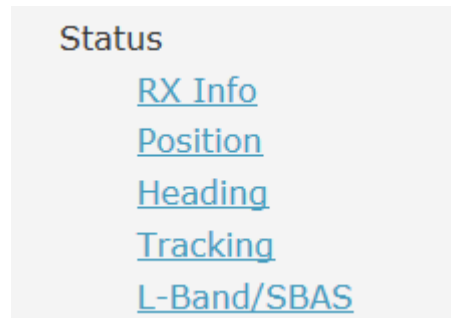 Status
RX Info
Position
Heading
Tracking
L-Band/SBAS